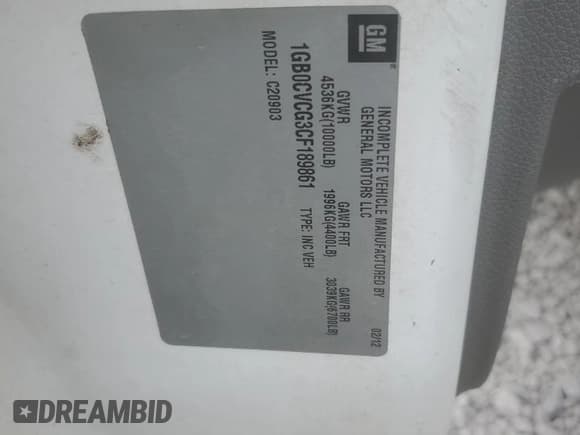 GM
INCOMPLETE VEHICLE MANUFACTURED BY
GENERAL MOTORS LLC
02/12
GVWR GAWR FRT GAWR RR
4536KG(10000LB) 1996KG(4400LB) 3039KG(6700LB)
1GB0CVCG3CF189861 TYPE: INC VEH
MODEL: C20903
DREAMBID